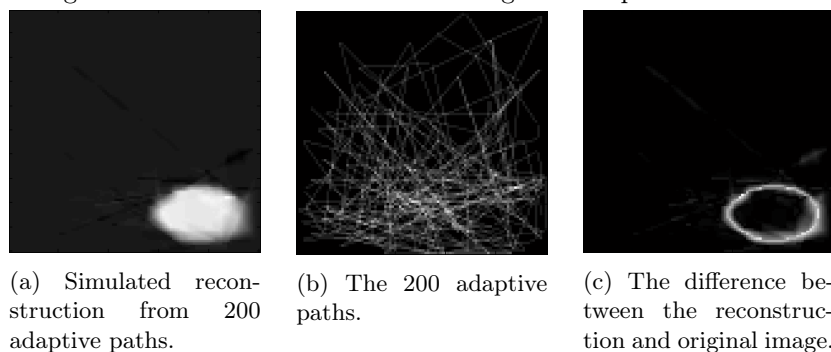 (a) Simulated recon-
struction from 200
adaptive paths.
(b) The 200 adaptive
paths.
(c) The difference be-
tween the reconstruc-
tion and original image.